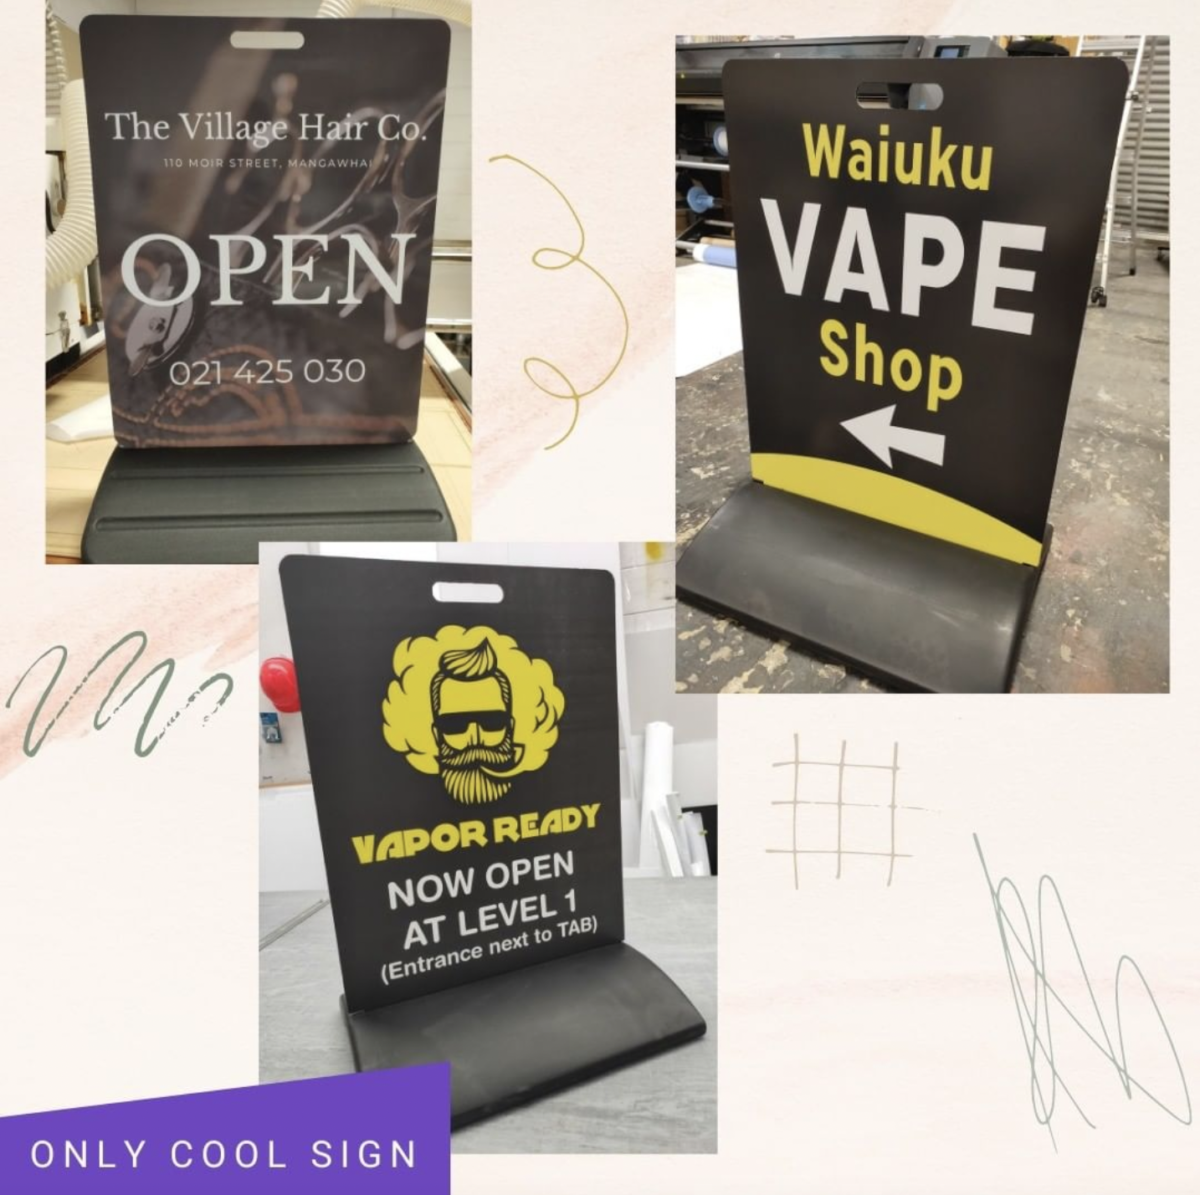 The Village Hair Co.
110 MOIR STREET, MANGAWHAI
OPEN
021 425 030
Waiuku
VAPE
Shop
VAPOR READY
NOW OPEN
AT LEVEL 1
(Entrance next to TAB)
ONLY COOL SIGN